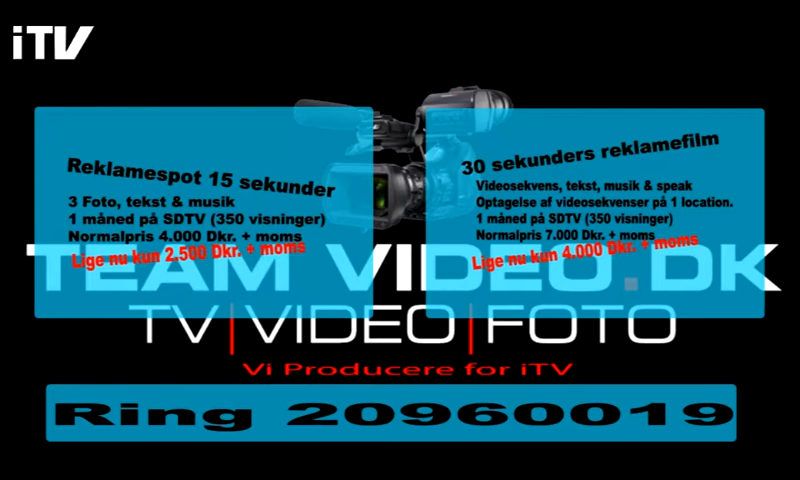 iTV
Reklamespot 15 sekunder
3 Foto, tekst & musik
1 måned på SDTV (350 visninger)
Normalpris 4.000 Dkr. + moms
Lige nu kun 2.500 Dkr. + moms
30 sekunders reklamefilm
Videosekvens, tekst, musik & speak
Optagelse af videosekvenser på 1 location.
1 måned på SDTV (350 visninger)
Normalpris 7.000 Dkr. + moms
Lige nu kun 4.000 Dkr. + moms
TEAM VIDEO.DK
TV|VIDEO|FOTO
Vi Producere for iTV
Ring 20960019